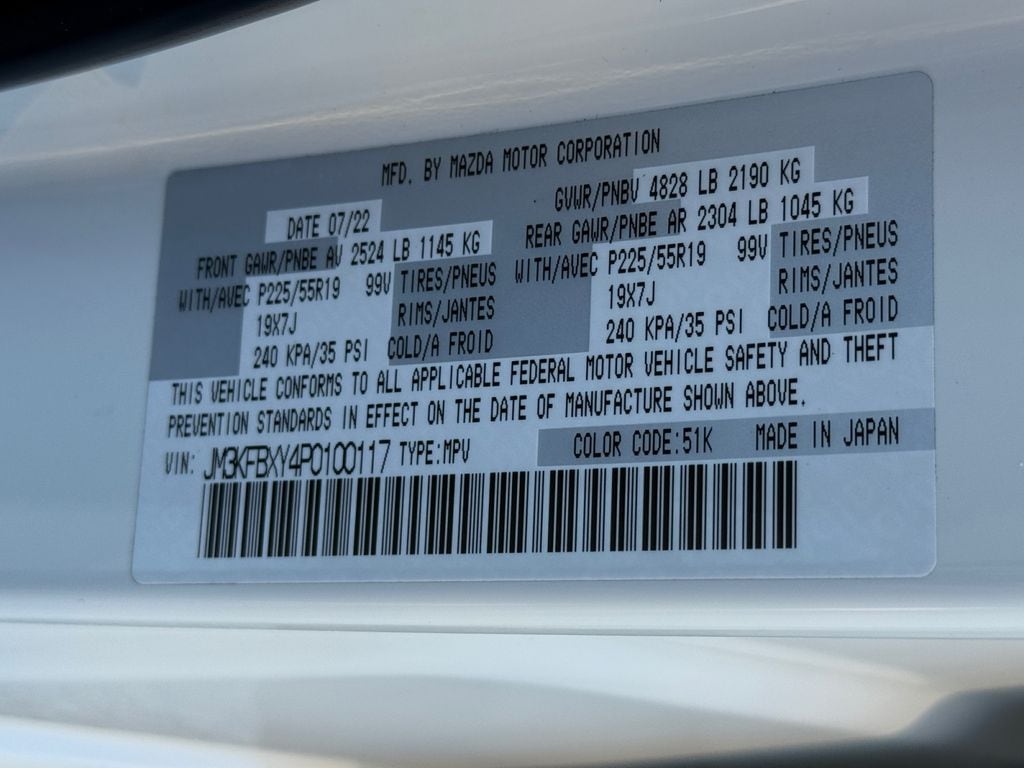 MFD. BY MAZDA MOTOR CORPORATION
DATE 07/22 GVWR/PNBV 4828 LB 2190 KG
FRONT GAWR/PNBE AV 2524 LB 1145 KG REAR GAWR/PNBE AR 2304 LB 1045 KG
WITH/AVEC P225/55R19 99V TIRES/PNEUS WITH/AVEC P225/55R19 99V TIRES/PNEUS
19X7J RIMS/JANTES 19X7J RIMS/JANTES
240 KPA/35 PSI COLD/A FROID 240 KPA/35 PSI COLD/A FROID
THIS VEHICLE CONFORMS TO ALL APPLICABLE FEDERAL MOTOR VEHICLE SAFETY AND THEFT
PREVENTION STANDARDS IN EFFECT ON THE DATE OF MANUFACTURE SHOWN ABOVE.
VIN: JM3KFBXY4P0100117 TYPE:MPV COLOR CODE:51K MADE IN JAPAN